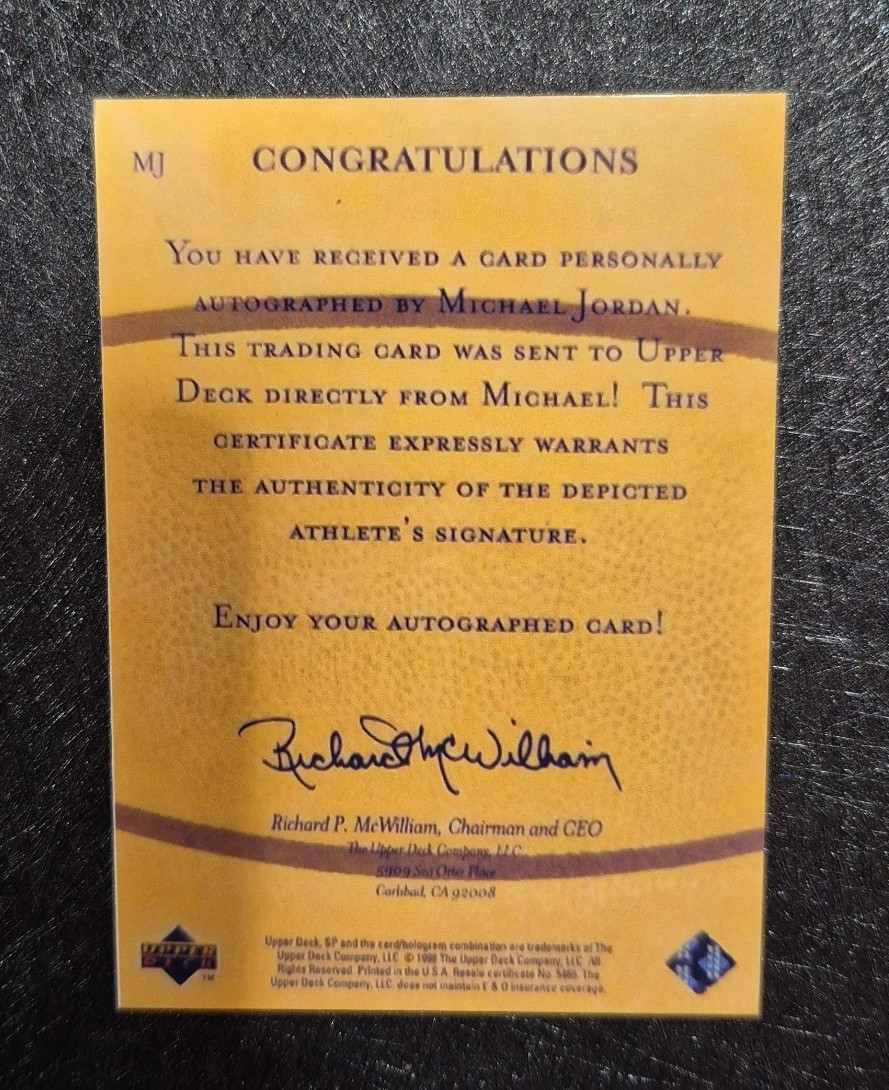 MJ CONGRATULATIONS
YOU HAVE RECEIVED A CARD PERSONALLY
AUTOGRAPHED BY MICHAEL JORDAN.
THIS TRADING CARD WAS SENT TO UPPER
DECK DIRECTLY FROM MICHAEL! THIS
CERTIFICATE EXPRESSLY WARRANTS
THE AUTHENTICITY OF THE DEPICTED
ATHLETE'S SIGNATURE.
ENJOY YOUR AUTOGRAPHED CARD!
Richard McWilliam
Richard P. McWilliam, Chairman and CEO
The Upper Deck Company, LLC
5909 Sea Otter Place
Carlsbad, CA 92008
UPPER
DECK
TM
Upper Deck, SP and the card/hologram combination are trademarks of The
Upper Deck Company, LLC. © 1998 The Upper Deck Company, LLC. All
Rights Reserved. Printed in the U.S.A. Resale certificate No. 5465. The
Upper Deck Company, LLC. does not maintain E & O insurance coverage.